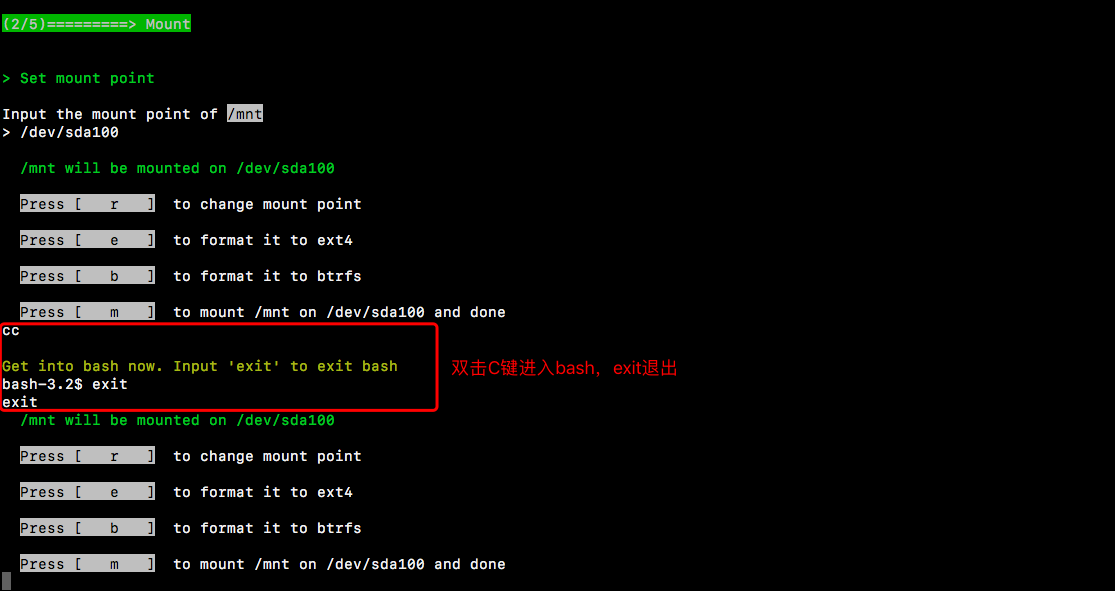 (2/5)=========> Mount
> Set mount point
Input the mount point of /mnt
> /dev/sda100
/mnt will be mounted on /dev/sda100
Press [   r   ]  to change mount point
Press [   e   ]  to format it to ext4
Press [   b   ]  to format it to btrfs
Press [   m   ]  to mount /mnt on /dev/sda100 and done
cc
Get into bash now. Input 'exit' to exit bash
双击C键进入bash，exit退出
bash-3.2$ exit
exit
/mnt will be mounted on /dev/sda100
Press [   r   ]  to change mount point
Press [   e   ]  to format it to ext4
Press [   b   ]  to format it to btrfs
Press [   m   ]  to mount /mnt on /dev/sda100 and done